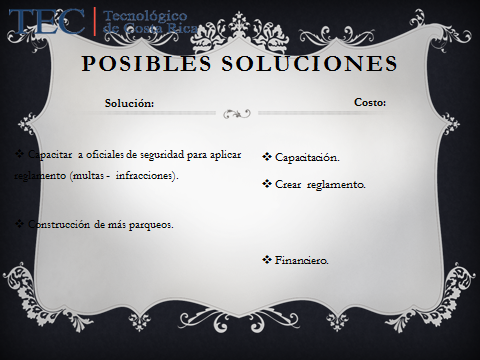 TEC | Tecnológico
de Costa Rica
POSIBLES SOLUCIONES
Solución:
Costo:
❖ Capacitar a oficiales de seguridad para aplicar
reglamento (multas - infracciones).
❖ Construcción de más parqueos.
❖ Capacitación.
❖ Crear reglamento.
❖ Financiero.